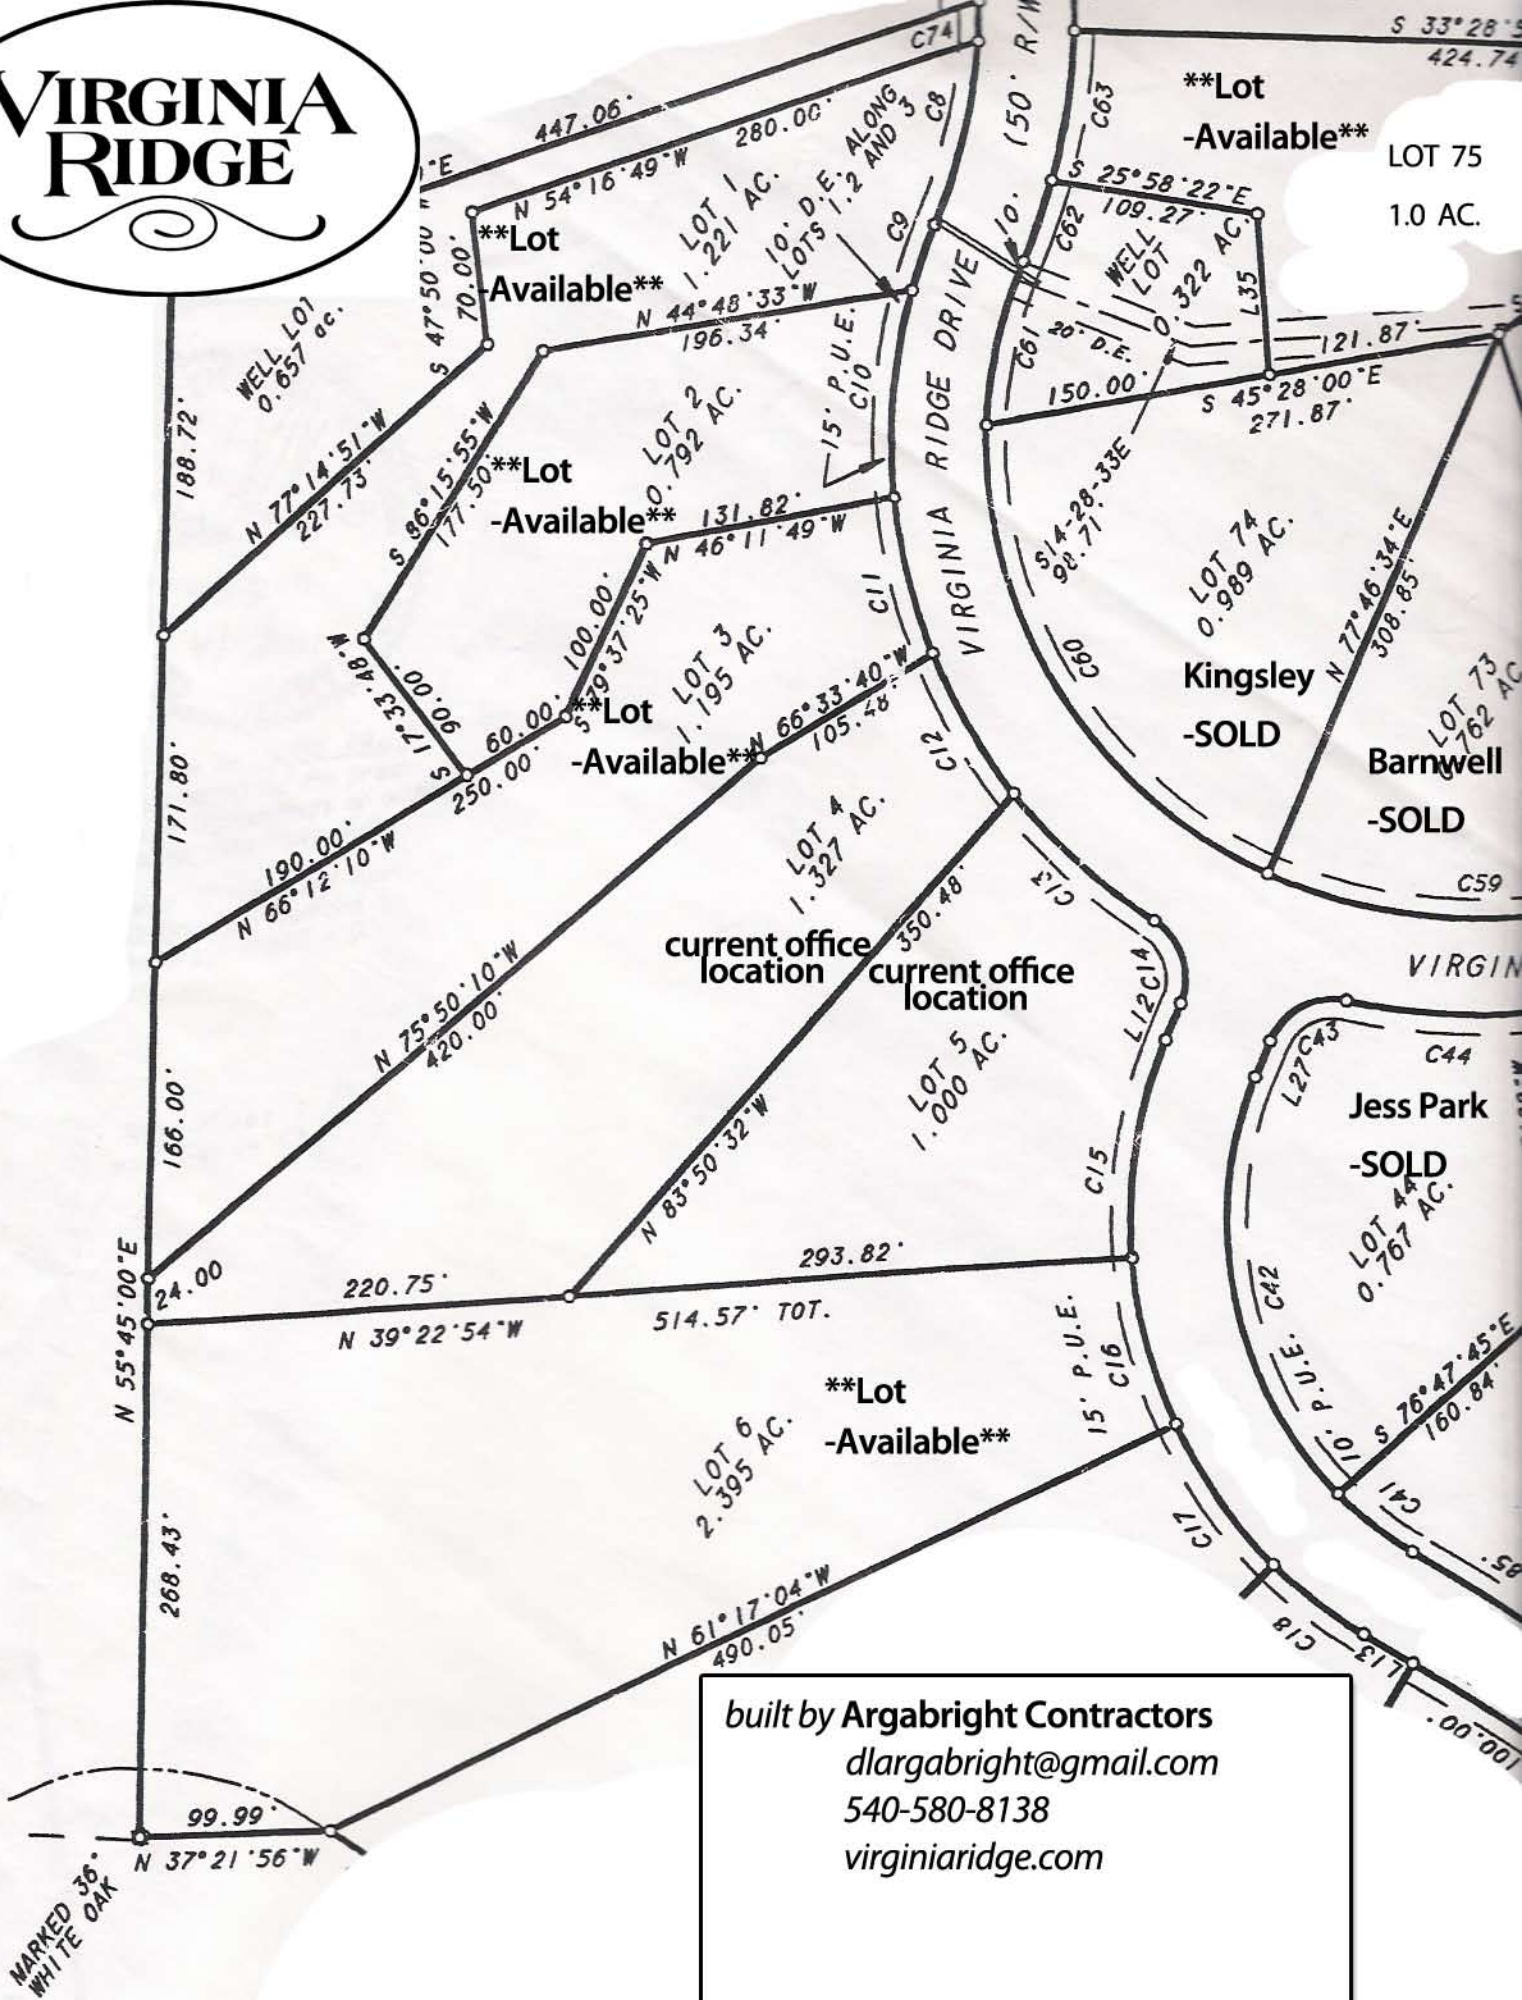 VIRGINIA
RIDGE
447.06'
C74
280.00'
N 54°16'49"W
°E
S 47°50'00"W
70.00'
**Lot
-Available**
LOT 1
1.221 AC.
10' D.E. ALONG
LOTS 1,2 AND 3
C8
C9
(50' R/W
10'
C63
C62
C61
S 33°28'5
424.74
**Lot
-Available**
LOT 75
1.0 AC.
S 25°58'22"E
109.27'
WELL
LOT
0.322 AC.
L35
20' D.E.
121.87'
150.00'
S 45°28'00"E
271.87'
WELL LOT
0.657 ac.
188.72'
N 77°14'51"W
227.73'
N 44°48'33"W
196.34'
15' P.U.E.
C10
VIRGINIA RIDGE DRIVE
S 86°15'55"W
177.50'
LOT 2
0.792 AC.
**Lot
-Available**
131.82'
N 46°11'49"W
S14-28-33E
98.71'
LOT 74
0.989 AC.
Kingsley
-SOLD
N 77°46'34"E
308.85'
LOT 73
762 AC
Barnwell
-SOLD
C11
C60
C59
100.00'
S 79°37'25"W
S 17°33'48"W
90.00'
60.00'
250.00'
LOT 3
1.195 AC.
**Lot
-Available**
N 66°33'40"W
105.48'
C12
171.80'
190.00'
N 66°12'10"W
LOT 4
1.327 AC.
current office
location
350.48'
C13
current office
location
LOT 5
1.000 AC.
L12
C14
VIRGIN
N 75°50'10"W
420.00'
166.00'
N 83°50'32"W
C15
L27
C43
C44
Jess Park
-SOLD
LOT 44
0.767 AC.
C42
N 55°45'00"E
24.00
220.75'
293.82'
N 39°22'54"W
514.57' TOT.
15' P.U.E.
C16
10' P.U.E.
S 76°47'45"E
160.84'
C41
85'
**Lot
-Available**
LOT 6
2.395 AC.
C17
C18
L13
100.00'
268.43'
N 61°17'04"W
490.05'
99.99'
N 37°21'56"W
MARKED 36"
WHITE OAK
built by Argabright Contractors
dlargabright@gmail.com
540-580-8138
virginiaridge.com